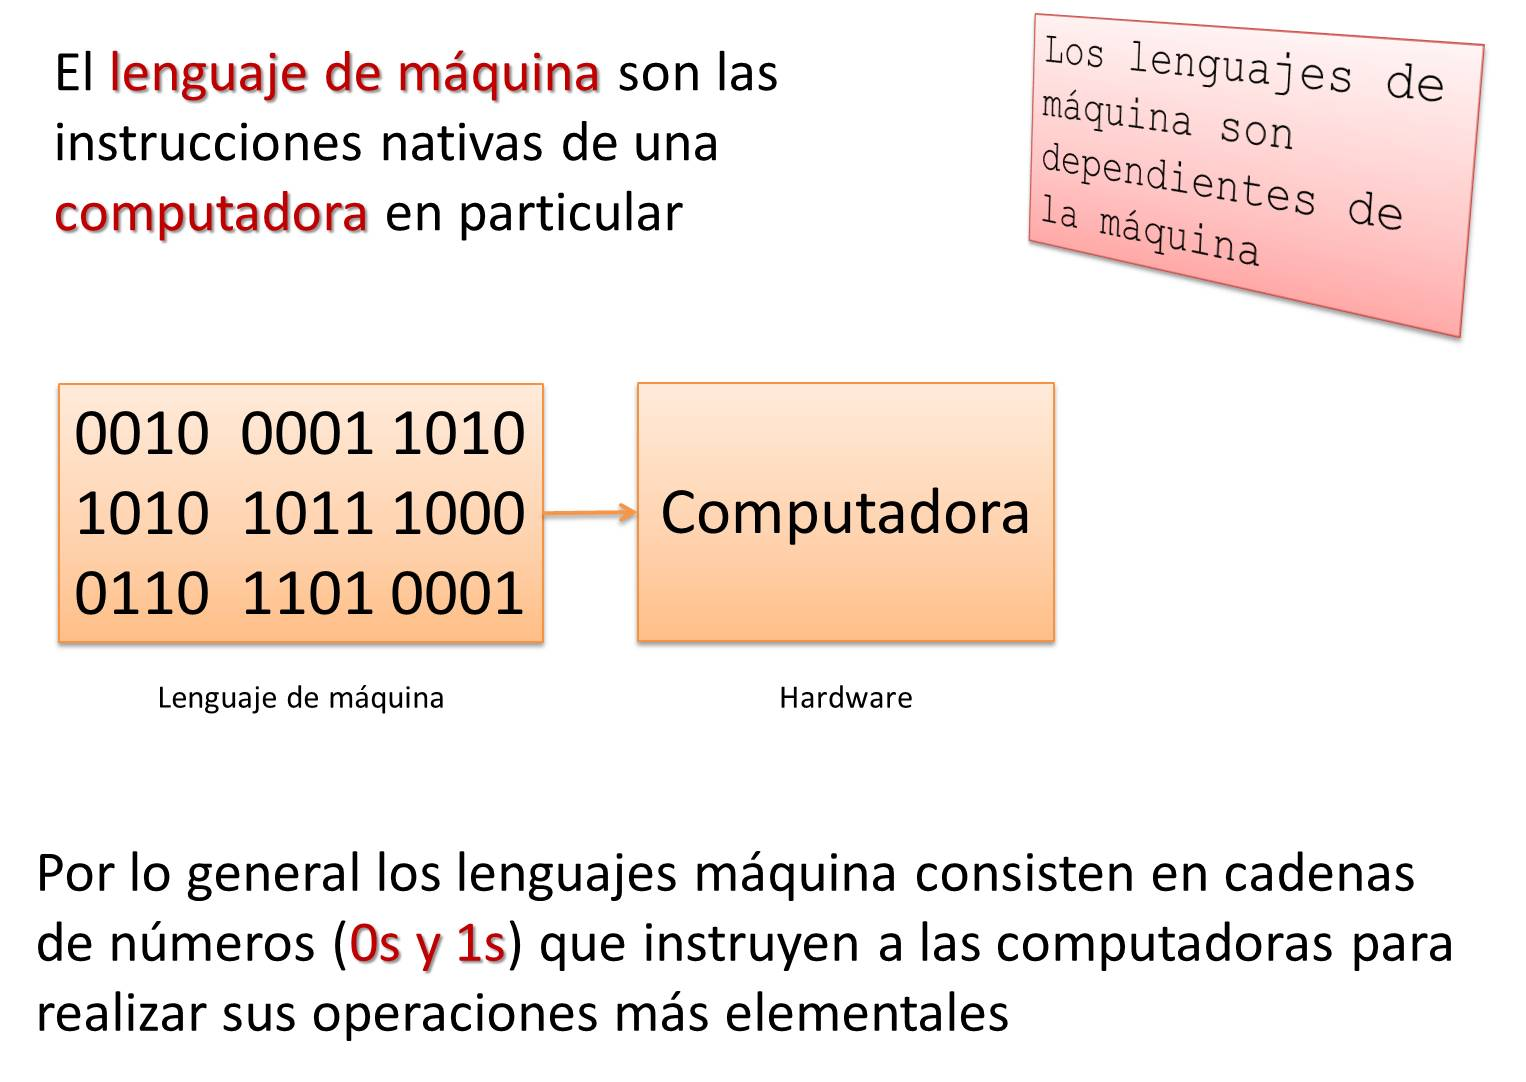 El lenguaje de máquina son las
instrucciones nativas de una
computadora en particular
Los lenguajes de
máquina son
dependientes de
la máquina
0010 0001 1010
1010 1011 1000
0110 1101 0001
Computadora
Lenguaje de máquina
Hardware
Por lo general los lenguajes máquina consisten en cadenas
de números (0s y 1s) que instruyen a las computadoras para
realizar sus operaciones más elementales